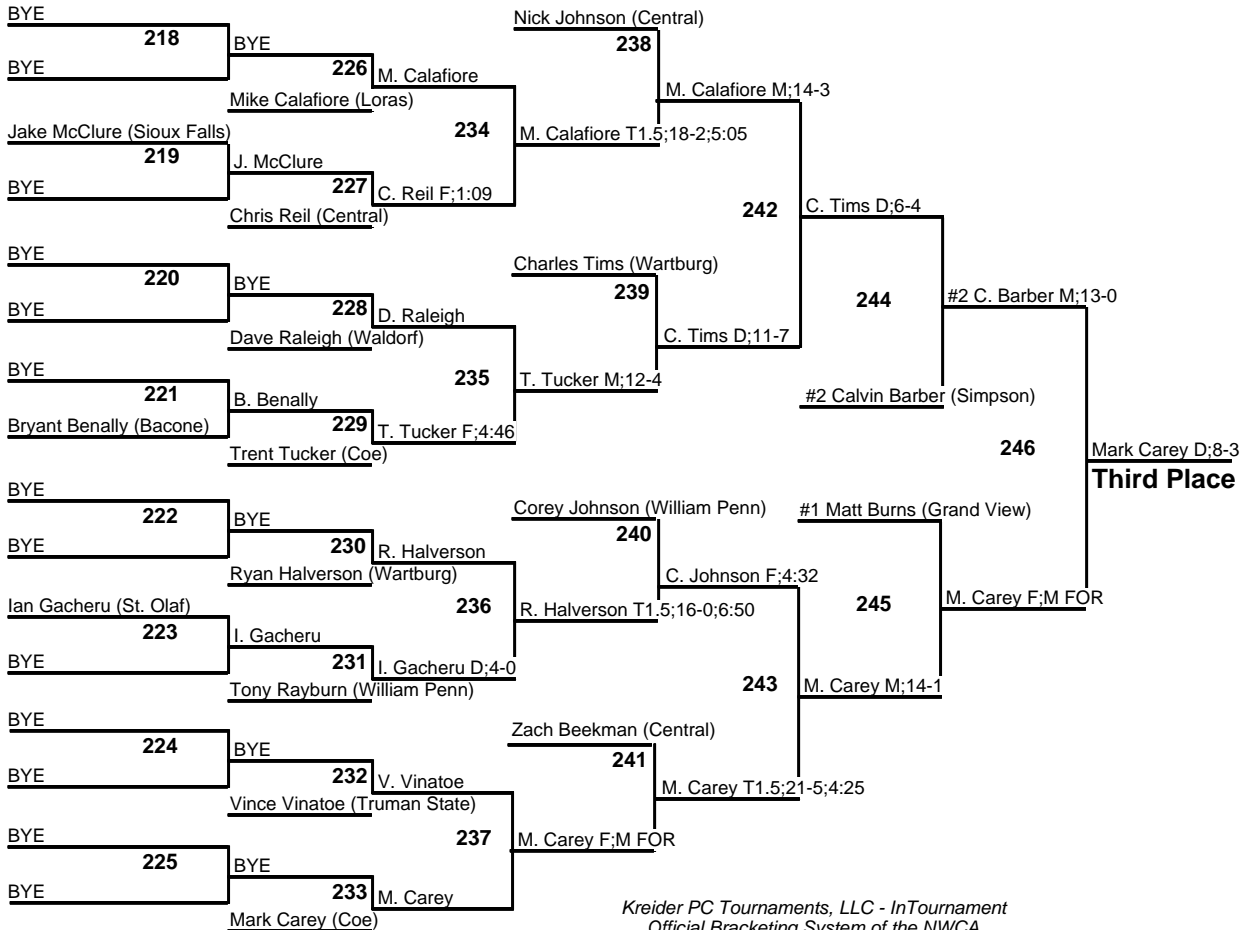 BYE
218
BYE
BYE
226
M. Calafiore
Mike Calafiore (Loras)
Jake McClure (Sioux Falls)
219
J. McClure
BYE
227
C. Reil F;1:09
Chris Reil (Central)
234
M. Calafiore T1.5;18-2;5:05
Nick Johnson (Central)
238
M. Calafiore M;14-3
BYE
220
BYE
BYE
228
D. Raleigh
Dave Raleigh (Waldorf)
BYE
221
B. Benally
Bryant Benally (Bacone)
229
T. Tucker F;4:46
Trent Tucker (Coe)
235
T. Tucker M;12-4
Charles Tims (Wartburg)
239
C. Tims D;11-7
242
C. Tims D;6-4
244
#2 C. Barber M;13-0
#2 Calvin Barber (Simpson)
BYE
222
BYE
BYE
230
R. Halverson
Ryan Halverson (Wartburg)
Ian Gacheru (St. Olaf)
223
I. Gacheru
BYE
231
I. Gacheru D;4-0
Tony Rayburn (William Penn)
236
R. Halverson T1.5;16-0;6:50
Corey Johnson (William Penn)
240
C. Johnson F;4:32
BYE
224
BYE
BYE
232
V. Vinatoe
Vince Vinatoe (Truman State)
BYE
225
BYE
BYE
233
M. Carey
Mark Carey (Coe)
237
M. Carey F;M FOR
Zach Beekman (Central)
241
M. Carey T1.5;21-5;4:25
243
M. Carey M;14-1
#1 Matt Burns (Grand View)
245
M. Carey F;M FOR
246
Mark Carey D;8-3
Third Place
Kreider PC Tournaments, LLC - InTournament
Official Bracketing System of the NWCA